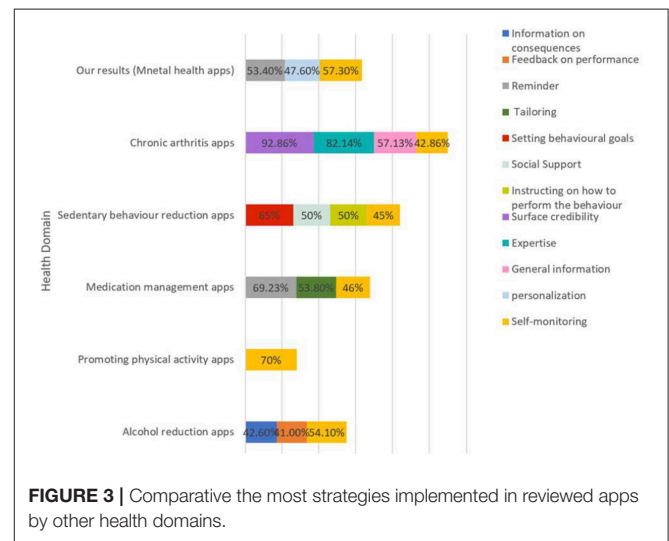 Health Domain
Our results (Mnetal health apps)
53.40% 47.60% 57.30%
Chronic arthritis apps
92.86% 82.14% 57.13% 42.86%
Sedentary behaviour reduction apps
65% 50% 50% 45%
Medication management apps
69.23% 53.80% 46%
Promoting physical activity apps
70%
Alcohol reduction apps
42.60% 41.00% 54.10%
Information on
consequences
Feedback on performance
Reminder
Tailoring
Setting behavioural goals
Social Support
Instructing on how to
perform the behaviour
Surface credibility
Expertise
General information
personalization
Self-monitoring
FIGURE 3 | Comparative the most strategies implemented in reviewed apps
by other health domains.